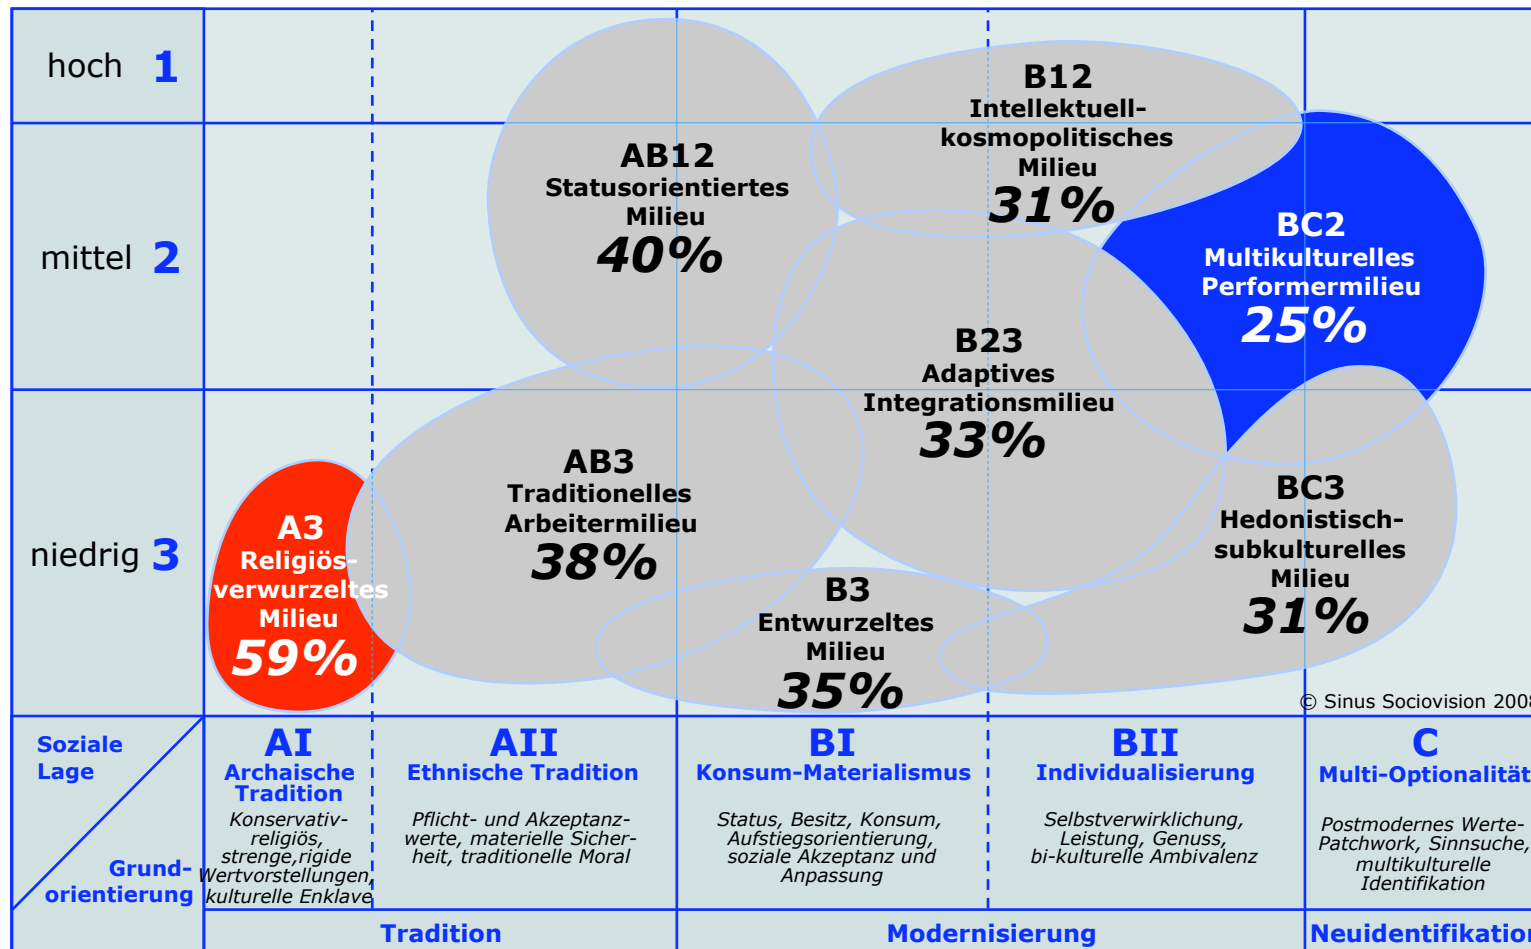 hoch 1
mittel 2
niedrig 3
AB12
Statusorientiertes
Milieu
40%
B12
Intellektuell-
kosmopolitisches
Milieu
31%
BC2
Multikulturelles
Performermilieu
25%
B23
Adaptives
Integrationsmilieu
33%
AB3
Traditionelles
Arbeitermilieu
38%
A3
Religiös-
verwurzeltes
Milieu
59%
B3
Entwurzeltes
Milieu
35%
BC3
Hedonistisch-
subkulturelles
Milieu
31%
© Sinus Sociovision 2008
Soziale
Lage
Grund-
orientierung
AI
Archaische
Tradition
Konservativ-
religiös,
strenge,rigide
Wertvorstellungen,
kulturelle Enklave
AII
Ethnische Tradition
Pflicht- und Akzeptanz-
werte, materielle Sicher-
heit, traditionelle Moral
BI
Konsum-Materialismus
Status, Besitz, Konsum,
Aufstiegsorientierung,
soziale Akzeptanz und
Anpassung
BII
Individualisierung
Selbstverwirklichung,
Leistung, Genuss,
bi-kulturelle Ambivalenz
C
Multi-Optionalität
Postmodernes Werte-
Patchwork, Sinnsuche,
multikulturelle
Identifikation
Tradition
Modernisierung
Neuidentifikation